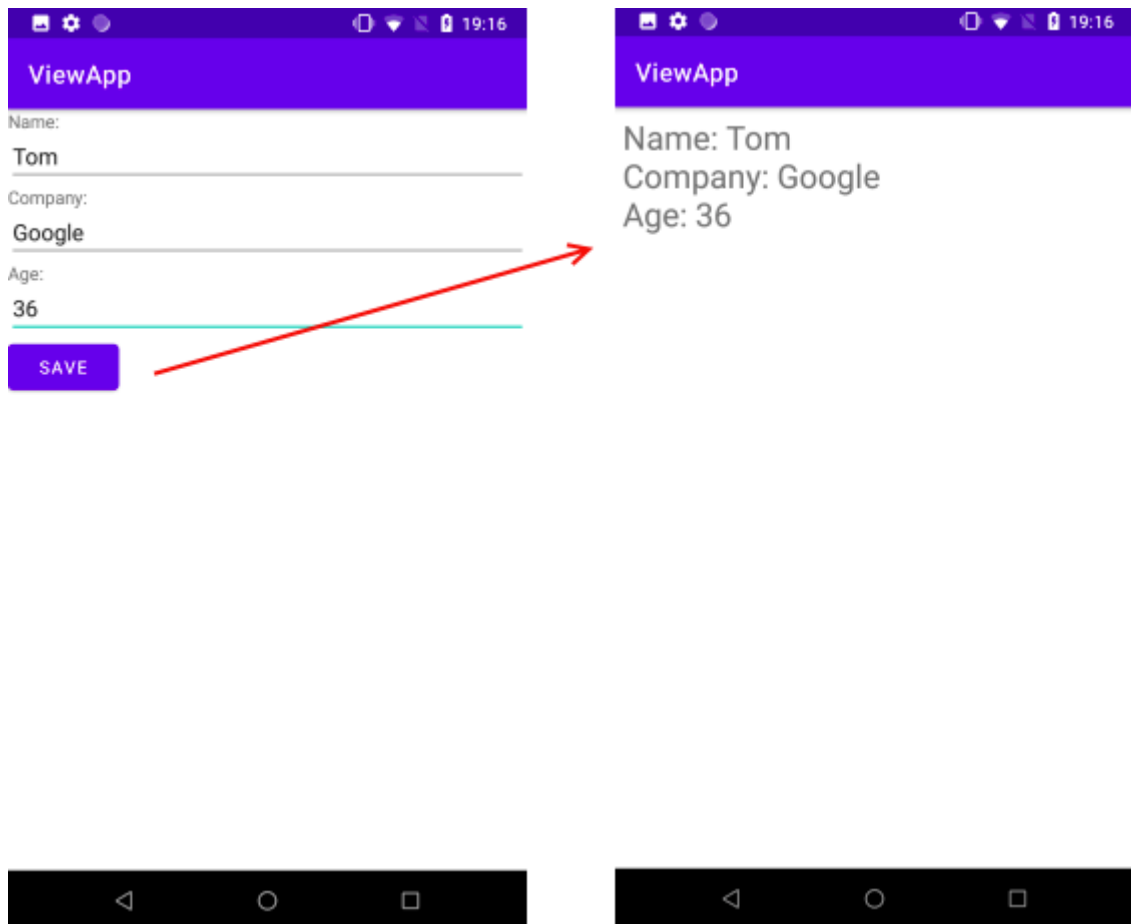 19:16
ViewApp
Name:
Tom
Company:
Google
Age:
36
SAVE
19:16
ViewApp
Name: Tom
Company: Google
Age: 36